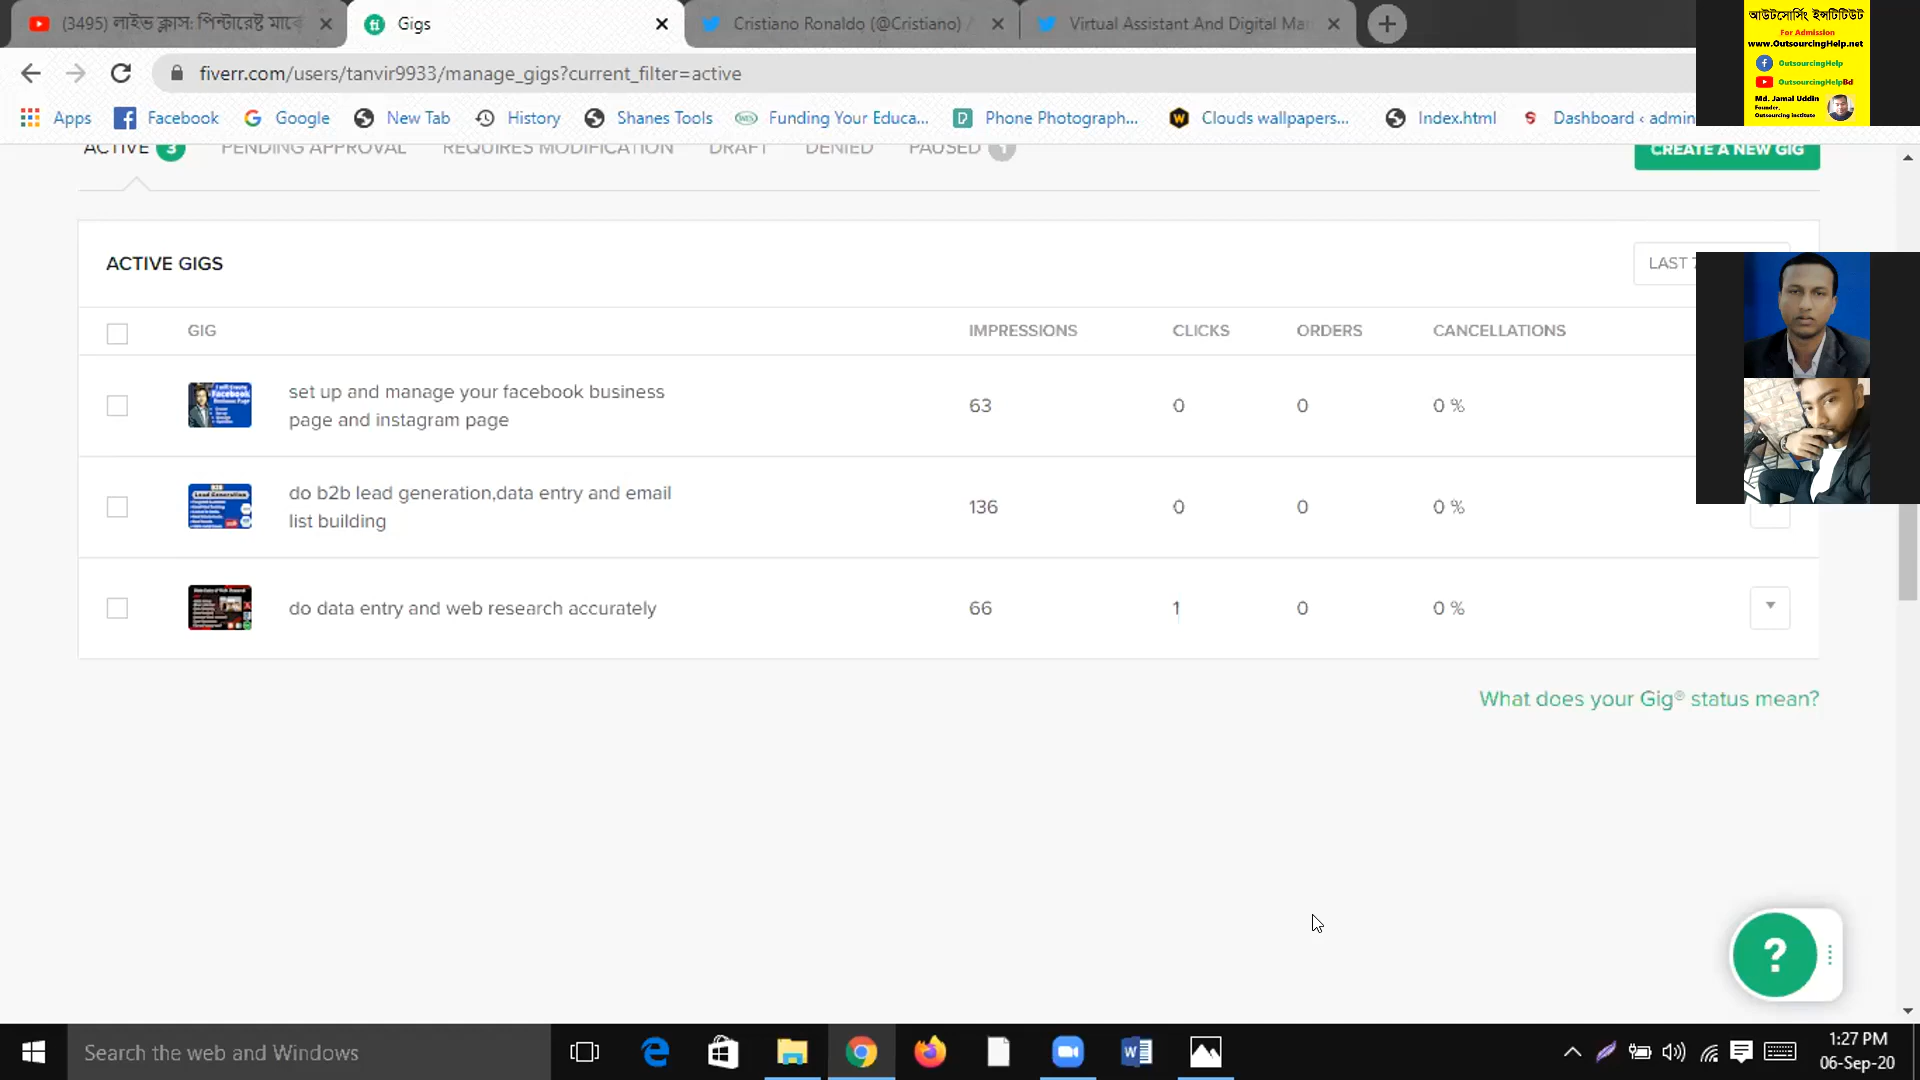 (3495) লাইভ ক্লাস: পিন্টারেষ্ট মার্কে
Gigs
Cristiano Ronaldo (@Cristiano) /
Virtual Assistant And Digital Mar
fiverr.com/users/tanvir9933/manage_gigs?current_filter=active
Apps
Facebook
Google
New Tab
History
Shanes Tools
Funding Your Educa...
Phone Photograph...
Clouds wallpapers...
Index.html
Dashboard ‹ admin
আউটসোর্সিং ইন্সটিটিউট
For Admission
www.OutsourcingHelp.net
OutsourcingHelp
OutsourcingHelpBd
Md. Jamal Uddin
Founder,
Outsourcing Institute
ACTIVE 3
PENDING APPROVAL
REQUIRES MODIFICATION
DRAFT
DENIED
PAUSED 1
CREATE A NEW GIG
ACTIVE GIGS
LAST 7
GIG IMPRESSIONS CLICKS ORDERS CANCELLATIONS
set up and manage your facebook business
page and instagram page
63 0 0 0 %
do b2b lead generation,data entry and email
list building
136 0 0 0 %
do data entry and web research accurately 66 1 0 0 %
What does your Gig® status mean?
?
Search the web and Windows
1:27 PM
06-Sep-20